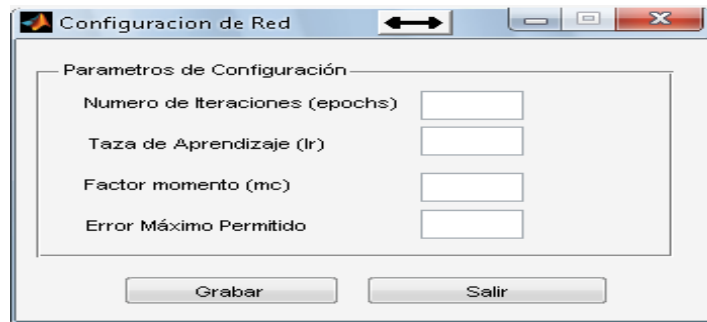 Configuracion de Red
Parametros de Configuración
Numero de Iteraciones (epochs)
Taza de Aprendizaje (lr)
Factor momento (mc)
Error Máximo Permitido
Grabar Salir